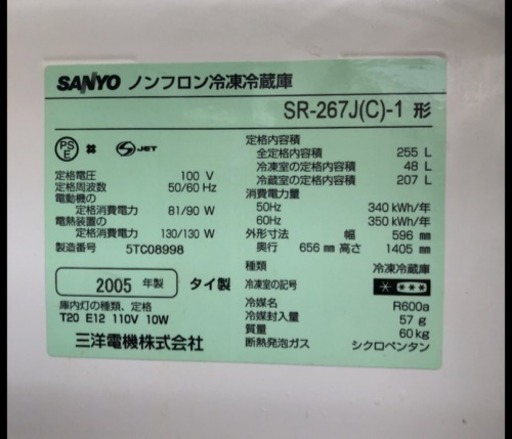 SANYO ノンフロン冷凍冷蔵庫
SR-267J(C)-1 形
PS
E
JET
定格電圧 100 V
定格周波数 50/60 Hz
電動機の
定格消費電力 81/90 W
電熱装置の
定格消費電力 130/130 W
製造番号 5TC08998
2005 年製 タイ製
庫内灯の種類、定格
T20 E12 110V 10W
三洋電機株式会社
定格内容積
全定格内容積 255 L
冷凍室の定格内容積 48 L
冷蔵室の定格内容積 207 L
消費電力量
50Hz 340 kWh/年
60Hz 350 kWh/年
外形寸法 幅 596 mm
奥行 656 mm 高さ 1405 mm
種類 冷凍冷蔵庫
冷凍室の記号
冷媒名 R600a
冷媒封入量 57 g
質量 60 kg
断熱発泡ガス シクロペンタン